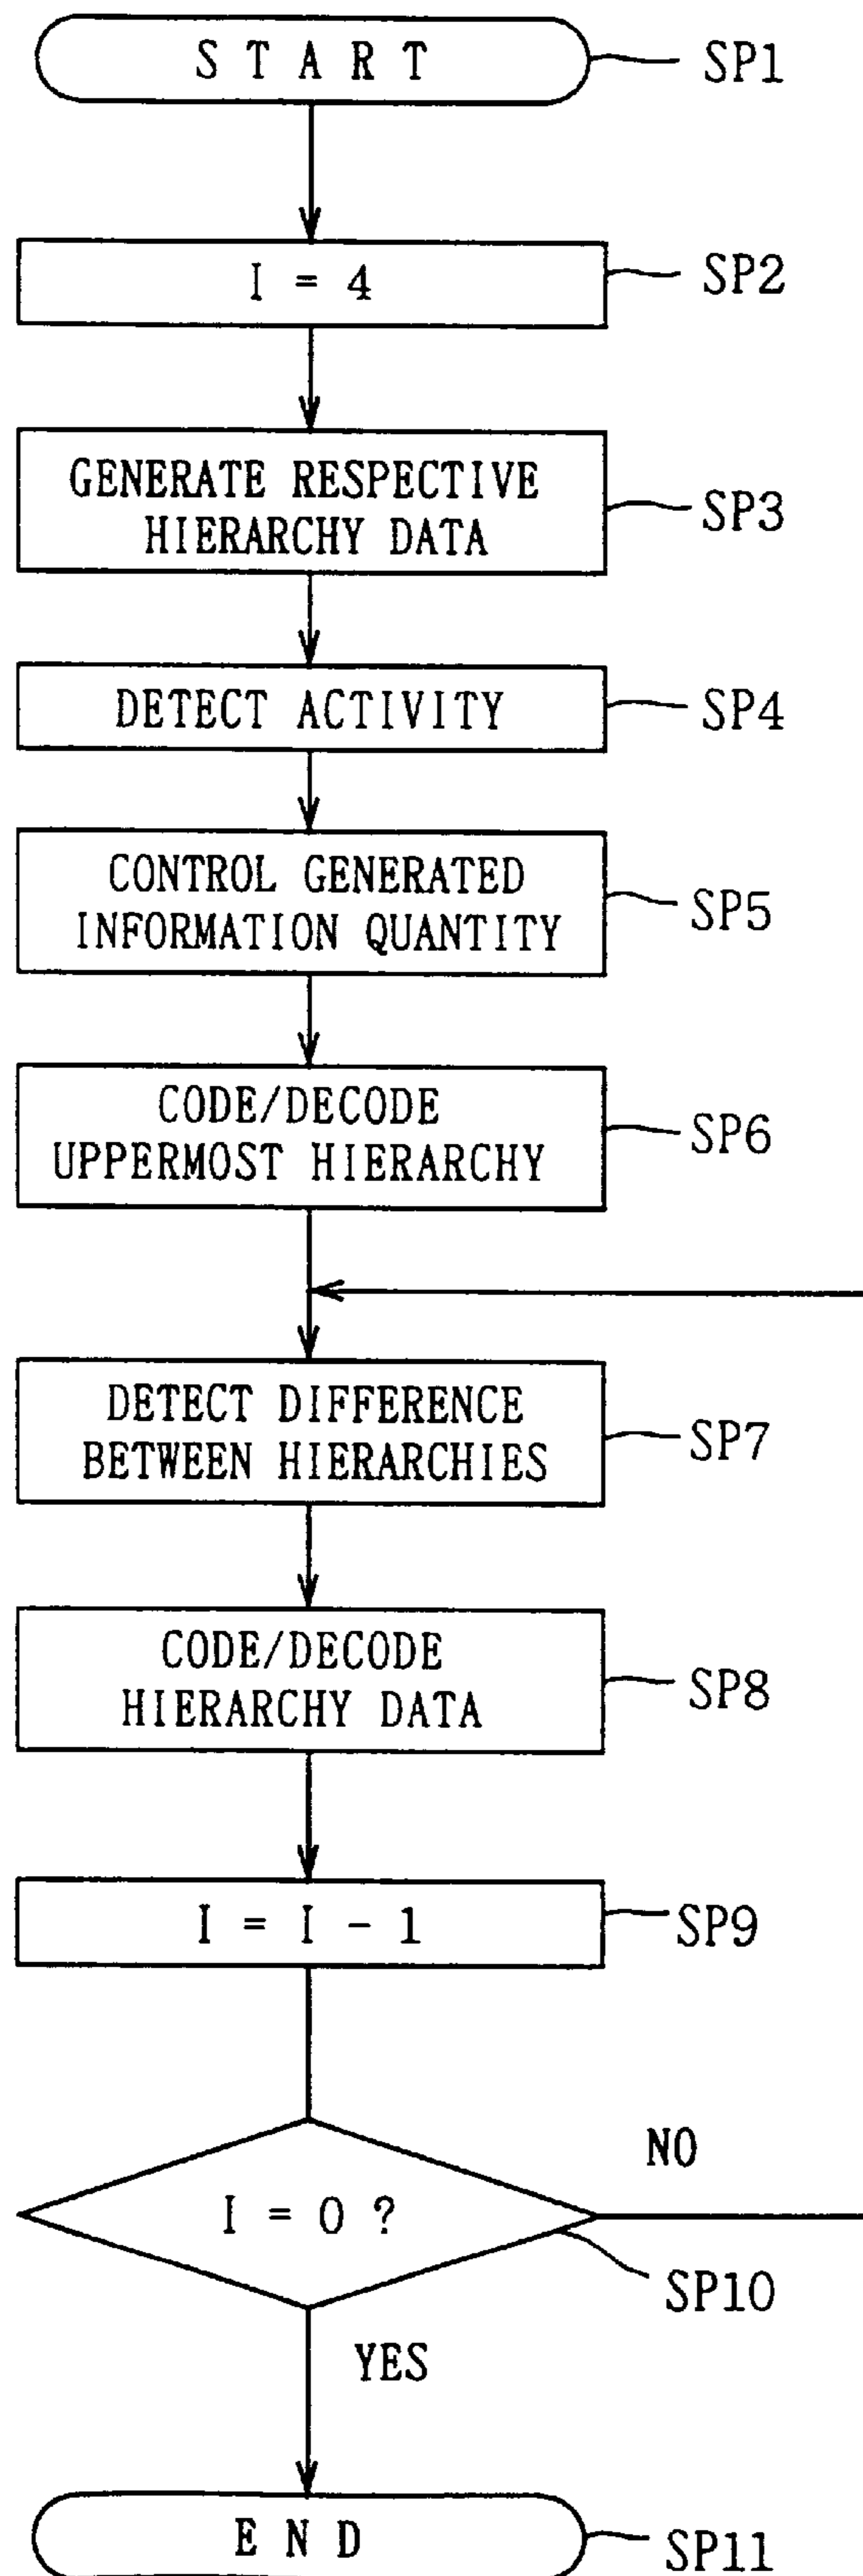 START SP1
I = 4 SP2
GENERATE RESPECTIVE
HIERARCHY DATA SP3
DETECT ACTIVITY SP4
CONTROL GENERATED
INFORMATION QUANTITY SP5
CODE/DECODE
UPPERMOST HIERARCHY SP6
DETECT DIFFERENCE
BETWEEN HIERARCHIES SP7
CODE/DECODE
HIERARCHY DATA SP8
I = I - 1 SP9
NO
I = 0 ?
SP10
YES
END SP11